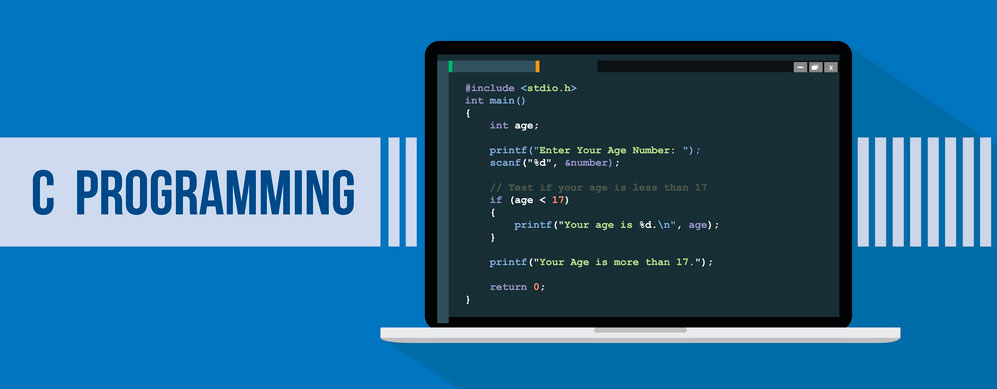 C PROGRAMMING
#include <stdio.h>
int main()
{
    int age;

    printf("Enter Your Age Number: ");
    scanf("%d", &number);

    // Test if your age is less than 17
    if (age < 17)
    {
        printf("Your age is %d.\n", age);
    }

    printf("Your Age is more than 17.");

    return 0;
}